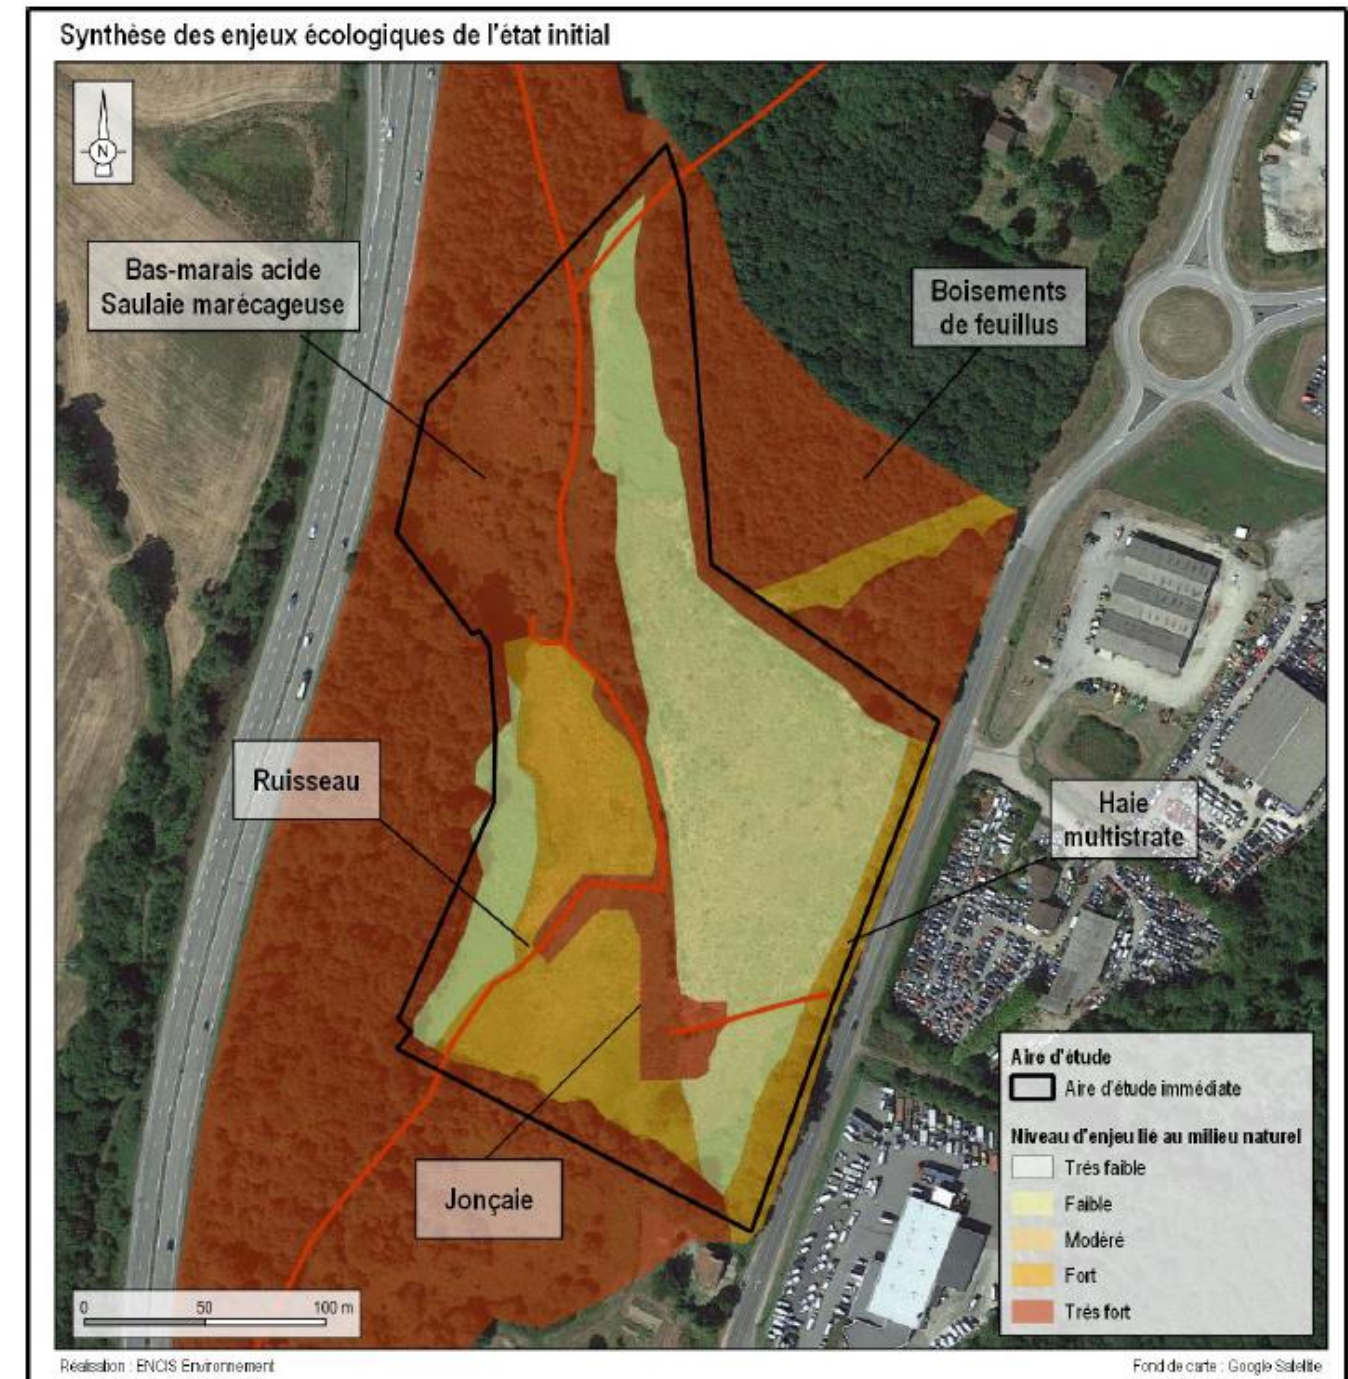 Synthèse des enjeux écologiques de l'état initial
N
Bas-marais acide
Saulaie marécageuse
Boisements
de feuillus
Ruisseau
Haie
multistrate
Jonçaie
Aire d'étude
Aire d'étude immédiate
Niveau d'enjeu lié au milieu naturel
Très faible
Faible
Modéré
Fort
Très fort
0 50 100 m
Réalisation : ENCIS Environnement
Fond de carte : Google Satellite